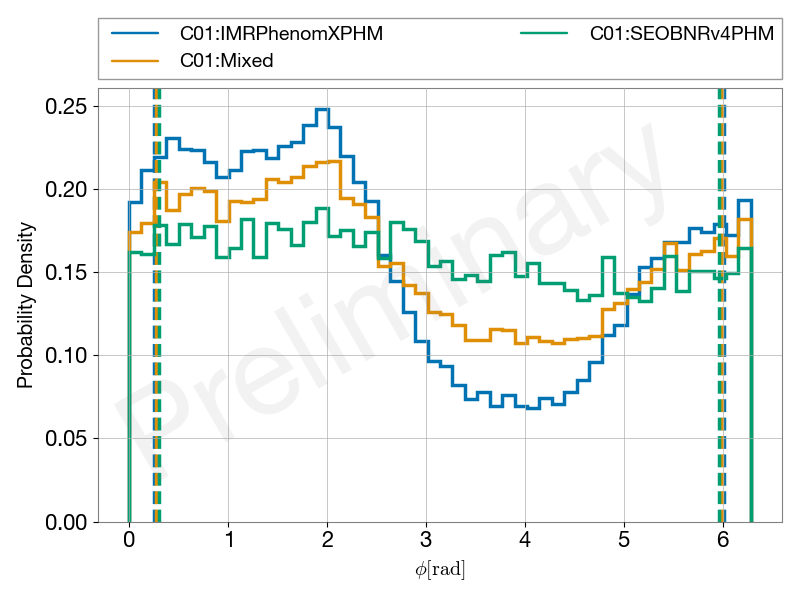 C01:IMRPhenomXPHM
C01:Mixed
C01:SEOBNRv4PHM
Preliminary
Probability Density
0.25
0.20
0.15
0.10
0.05
0.00
0 1 2 3 4 5 6
ϕ[rad]